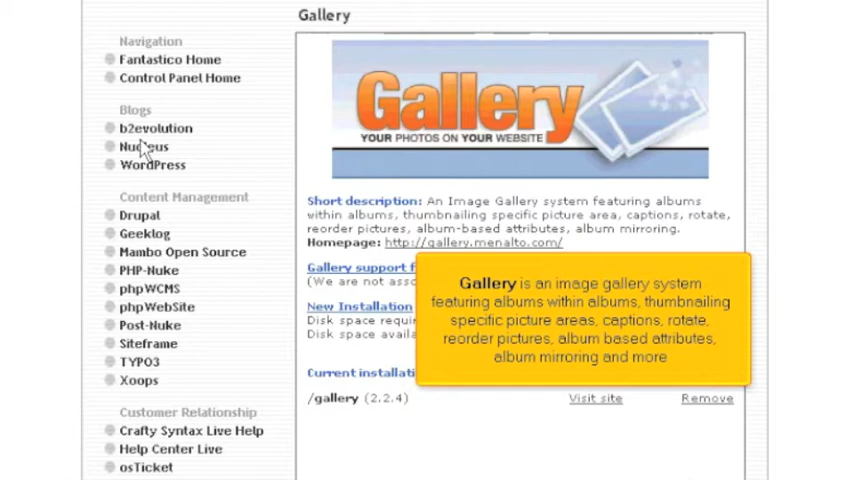 Gallery
Navigation
Fantastico Home
Control Panel Home
Blogs
b2evolution
Nucleus
WordPress
Content Management
Drupal
Geeklog
Mambo Open Source
PHP-Nuke
phpWCMS
phpWebSite
Post-Nuke
Siteframe
TYPO3
Xoops
Customer Relationship
Crafty Syntax Live Help
Help Center Live
osTicket
Gallery
YOUR PHOTOS ON YOUR WEBSITE
Short description: An Image Gallery system featuring albums
within albums, thumbnailing specific picture area, captions, rotate,
reorder pictures, album-based attributes, album mirroring.
Homepage: http://gallery.menalto.com/
Gallery support f
(We are not asso
New Installation
Disk space requir
Disk space availa
Current installati
/gallery (2.2.4) Visit site Remove
Gallery is an image gallery system
featuring albums within albums, thumbnailing
specific picture areas, captions, rotate,
reorder pictures, album based attributes,
album mirroring and more